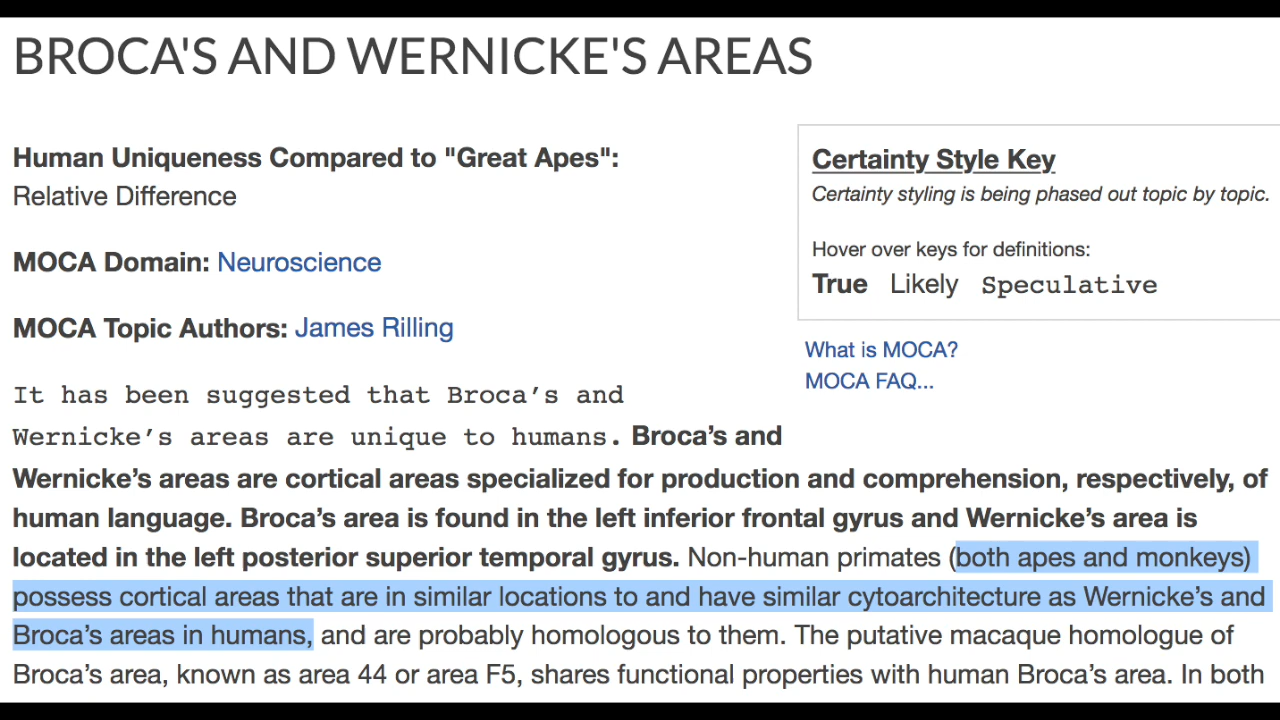 BROCA'S AND WERNICKE'S AREAS
Human Uniqueness Compared to "Great Apes":
Relative Difference
MOCA Domain: Neuroscience
MOCA Topic Authors: James Rilling
Certainty Style Key
Certainty styling is being phased out topic by topic.
Hover over keys for definitions:
True Likely Speculative
What is MOCA?
MOCA FAQ...
It has been suggested that Broca’s and
Wernicke’s areas are unique to humans. Broca’s and
Wernicke’s areas are cortical areas specialized for production and comprehension, respectively, of
human language. Broca’s area is found in the left inferior frontal gyrus and Wernicke’s area is
located in the left posterior superior temporal gyrus. Non-human primates (both apes and monkeys)
possess cortical areas that are in similar locations to and have similar cytoarchitecture as Wernicke’s and
Broca’s areas in humans, and are probably homologous to them. The putative macaque homologue of
Broca’s area, known as area 44 or area F5, shares functional properties with human Broca’s area. In both